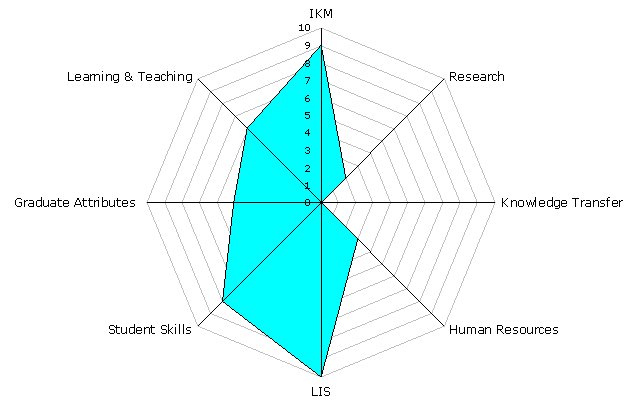 IKM
10
9
8
7
6
5
4
3
2
1
0
Learning & Teaching
Research
Graduate Attributes
Knowledge Transfer
Student Skills
Human Resources
LIS